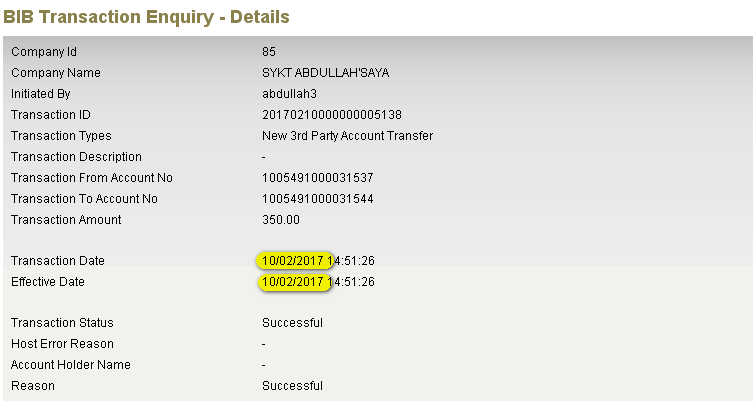 BIB Transaction Enquiry - Details
Company Id 85
Company Name SYKT ABDULLAH'SAYA
Initiated By abdullah3
Transaction ID 20170210000000005138
Transaction Types New 3rd Party Account Transfer
Transaction Description -
Transaction From Account No 1005491000031537
Transaction To Account No 1005491000031544
Transaction Amount 350.00
Transaction Date 10/02/2017 14:51:26
Effective Date 10/02/2017 14:51:26
Transaction Status Successful
Host Error Reason -
Account Holder Name -
Reason Successful